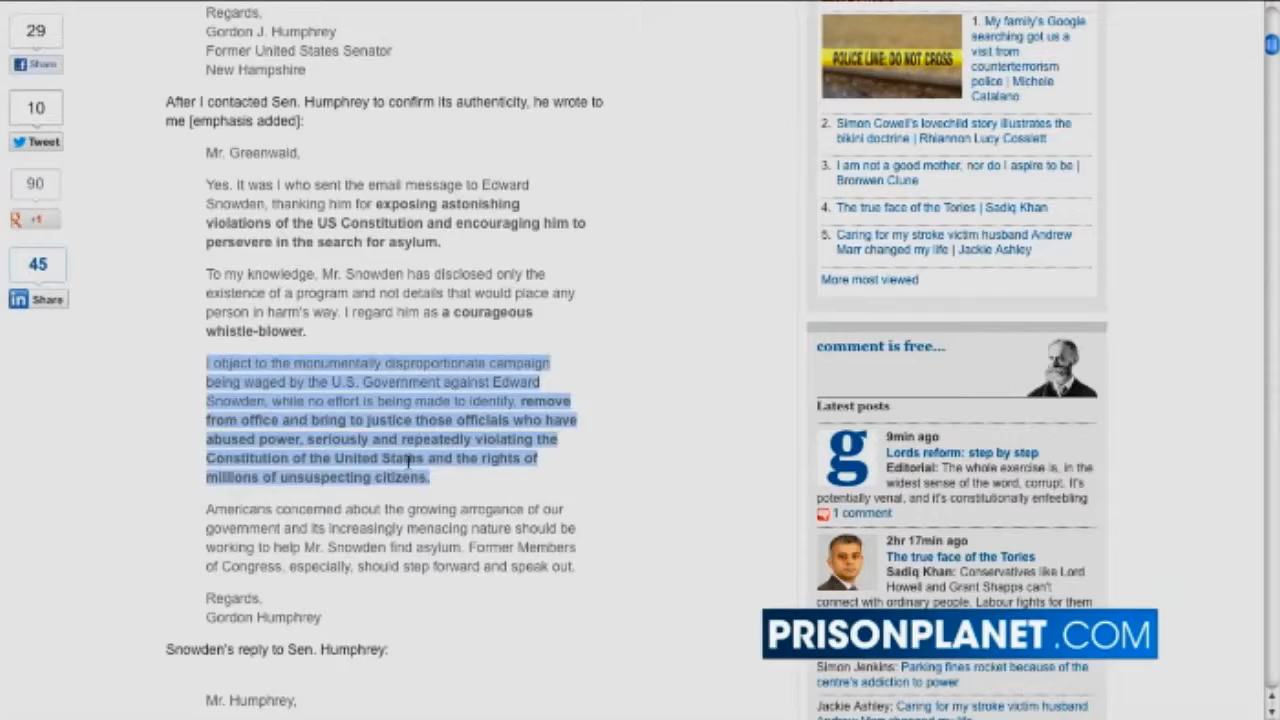 29
Share
10
Tweet
90
+1
45
in Share
Regards,
Gordon J. Humphrey
Former United States Senator
New Hampshire
After I contacted Sen. Humphrey to confirm its authenticity, he wrote to
me [emphasis added]:
Mr. Greenwald,
Yes. It was I who sent the email message to Edward
Snowden, thanking him for exposing astonishing
violations of the US Constitution and encouraging him to
persevere in the search for asylum.
To my knowledge, Mr. Snowden has disclosed only the
existence of a program and not details that would place any
person in harm's way. I regard him as a courageous
whistle-blower.
I object to the monumentally disproportionate campaign
being waged by the U.S. Government against Edward
Snowden, while no effort is being made to identify, remove
from office and bring to justice those officials who have
abused power, seriously and repeatedly violating the
Constitution of the United States and the rights of
millions of unsuspecting citizens.
Americans concerned about the growing arrogance of our
government and its increasingly menacing nature should be
working to help Mr. Snowden find asylum. Former Members
of Congress, especially, should step forward and speak out.
Regards,
Gordon Humphrey
Snowden's reply to Sen. Humphrey:
Mr. Humphrey,
POLICE LINE: DO NOT CROSS
1. My family's Google
searching got us a
visit from
counterterrorism
police | Michele
Catalano
2. Simon Cowell's lovechild story illustrates the
bikini doctrine | Rhiannon Lucy Cosslett
3. I am not a good mother, nor do I aspire to be |
Bronwen Clune
4. The true face of the Tories | Sadiq Khan
5. Caring for my stroke victim husband Andrew
Marr changed my life | Jackie Ashley
More most viewed
comment is free...
Latest posts
g
9min ago
Lords reform: step by step
Editorial: The whole exercise is, in the
widest sense of the word, corrupt. It's
potentially venal, and it's constitutionally enfeebling
1 comment
2hr 17min ago
The true face of the Tories
Sadiq Khan: Conservatives like Lord
Howell and Grant Shapps can't
connect with ordinary people. Labour fights for them
PRISONPLANET.COM
Simon Jenkins: Parking fines rocket because of the
centre's addiction to power
Jackie Ashley: Caring for my stroke victim husband
Andrew Marr changed my life